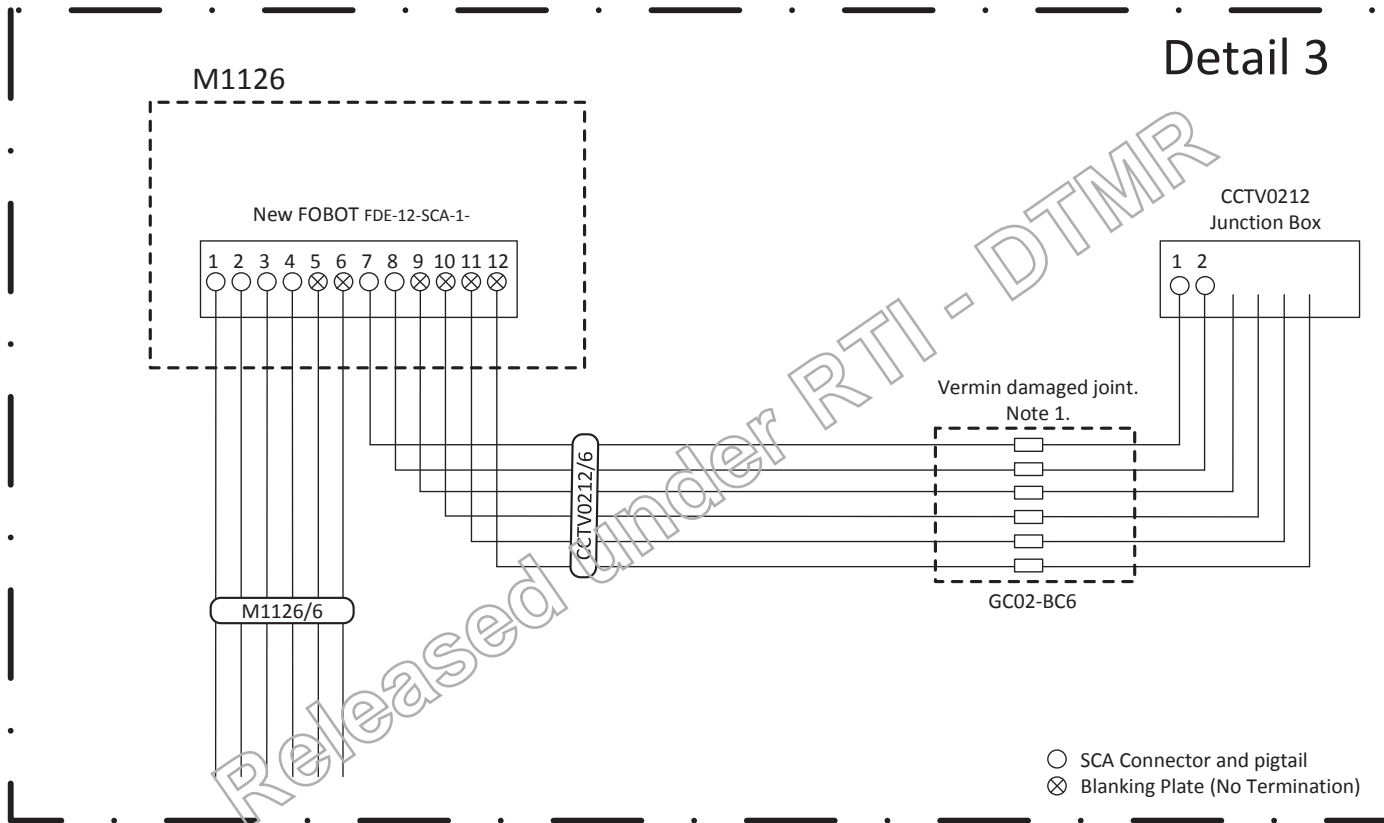 Detail 3
M1126
New FOBOT FDE-12-SCA-1-
1 2 3 4 5 6 7 8 9 10 11 12
CCTV0212
Junction Box
1 2
Vermin damaged joint.
Note 1.
CCTV0212/6
GC02-BC6
M1126/6
Released under RTI - DTMR
SCA Connector and pigtail
Blanking Plate (No Termination)